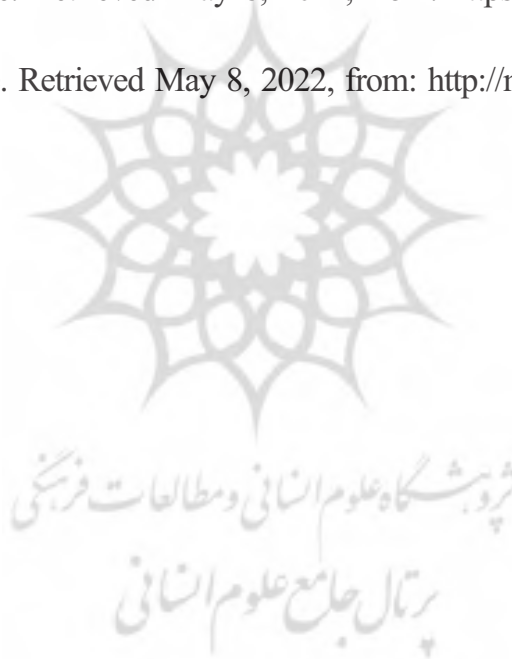 . Retrieved May 8, 2022, from: http://r
پژوهشگاه علوم انسانی و مطالعات فرهنگی
پرتال جامع علوم انسانی